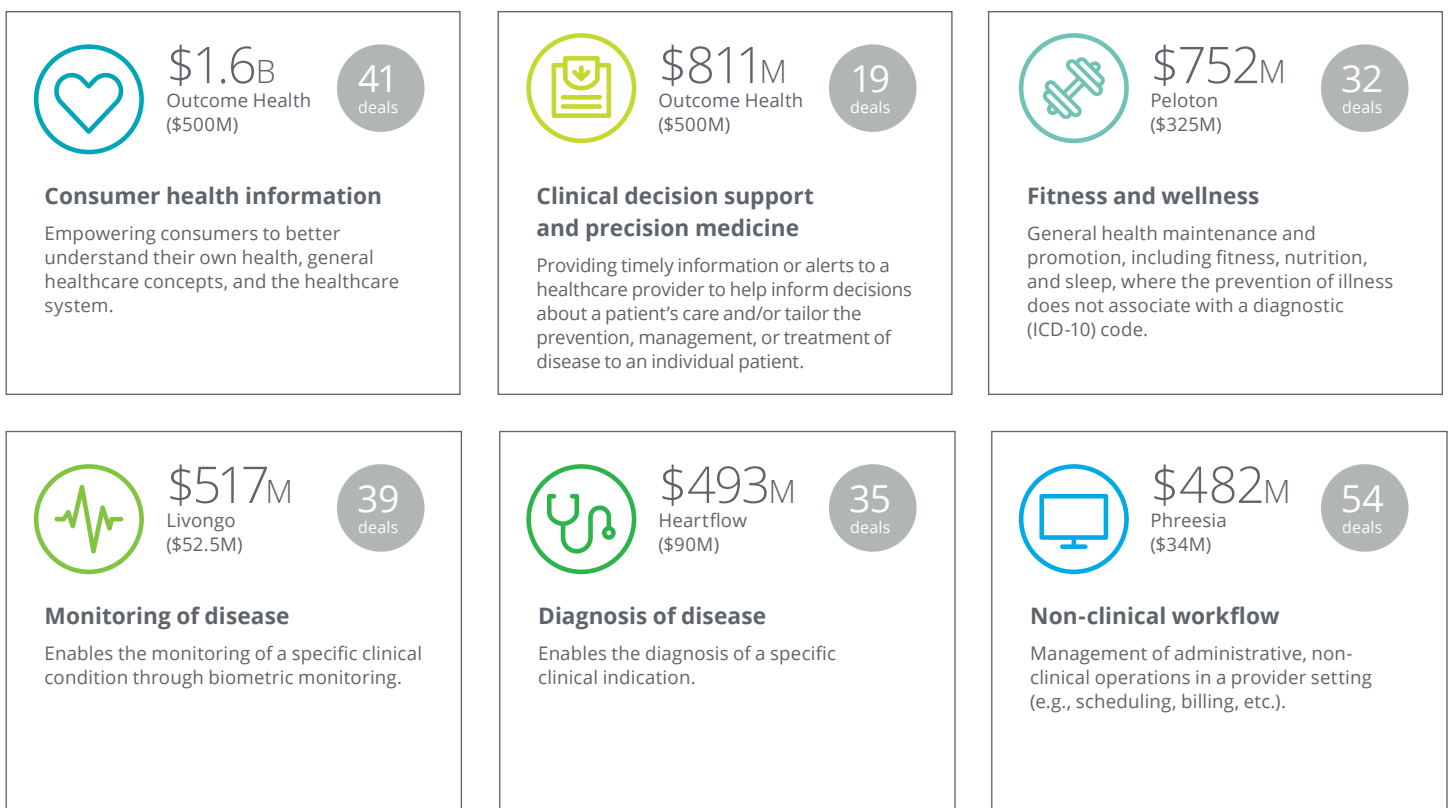 $1.6B
Outcome Health
($500M)
41
deals
Consumer health information
Empowering consumers to better
understand their own health, general
healthcare concepts, and the healthcare
system.
$811M
Outcome Health
($500M)
19
deals
Clinical decision support
and precision medicine
Providing timely information or alerts to a
healthcare provider to help inform decisions
about a patient’s care and/or tailor the
prevention, management, or treatment of
disease to an individual patient.
$752M
Peloton
($325M)
32
deals
Fitness and wellness
General health maintenance and
promotion, including fitness, nutrition,
and sleep, where the prevention of illness
does not associate with a diagnostic
(ICD-10) code.
$517M
Livongo
($52.5M)
39
deals
Monitoring of disease
Enables the monitoring of a specific clinical
condition through biometric monitoring.
$493M
Heartflow
($90M)
35
deals
Diagnosis of disease
Enables the diagnosis of a specific
clinical indication.
$482M
Phreesia
($34M)
54
deals
Non-clinical workflow
Management of administrative, non-
clinical operations in a provider setting
(e.g., scheduling, billing, etc.).